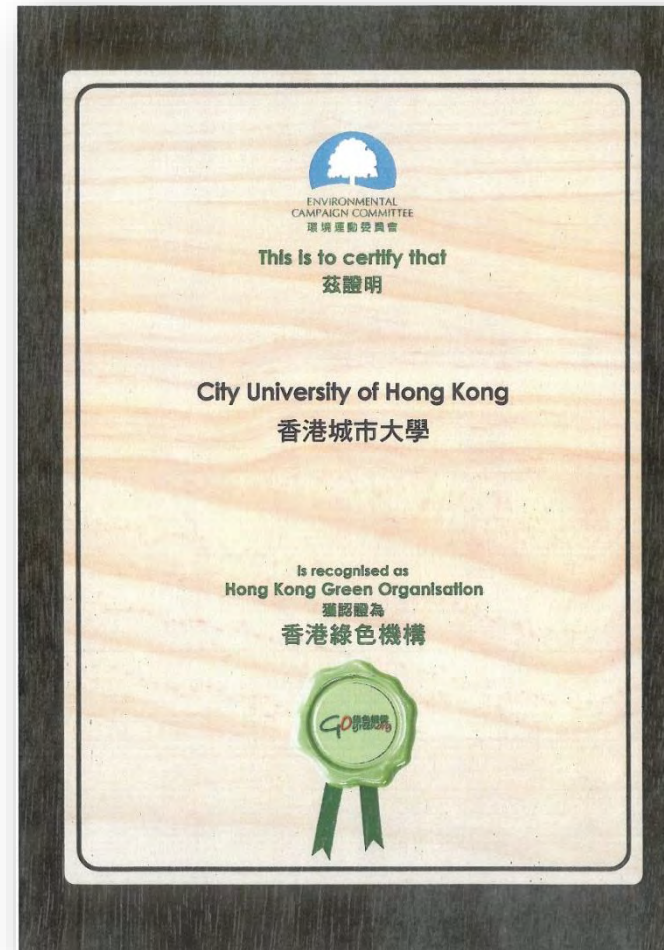 ENVIRONMENTAL
CAMPAIGN COMMITTEE
環境運動委員會
This is to certify that
茲證明
City University of Hong Kong
香港城市大學
is recognised as
Hong Kong Green Organisation
獲認證為
香港綠色機構